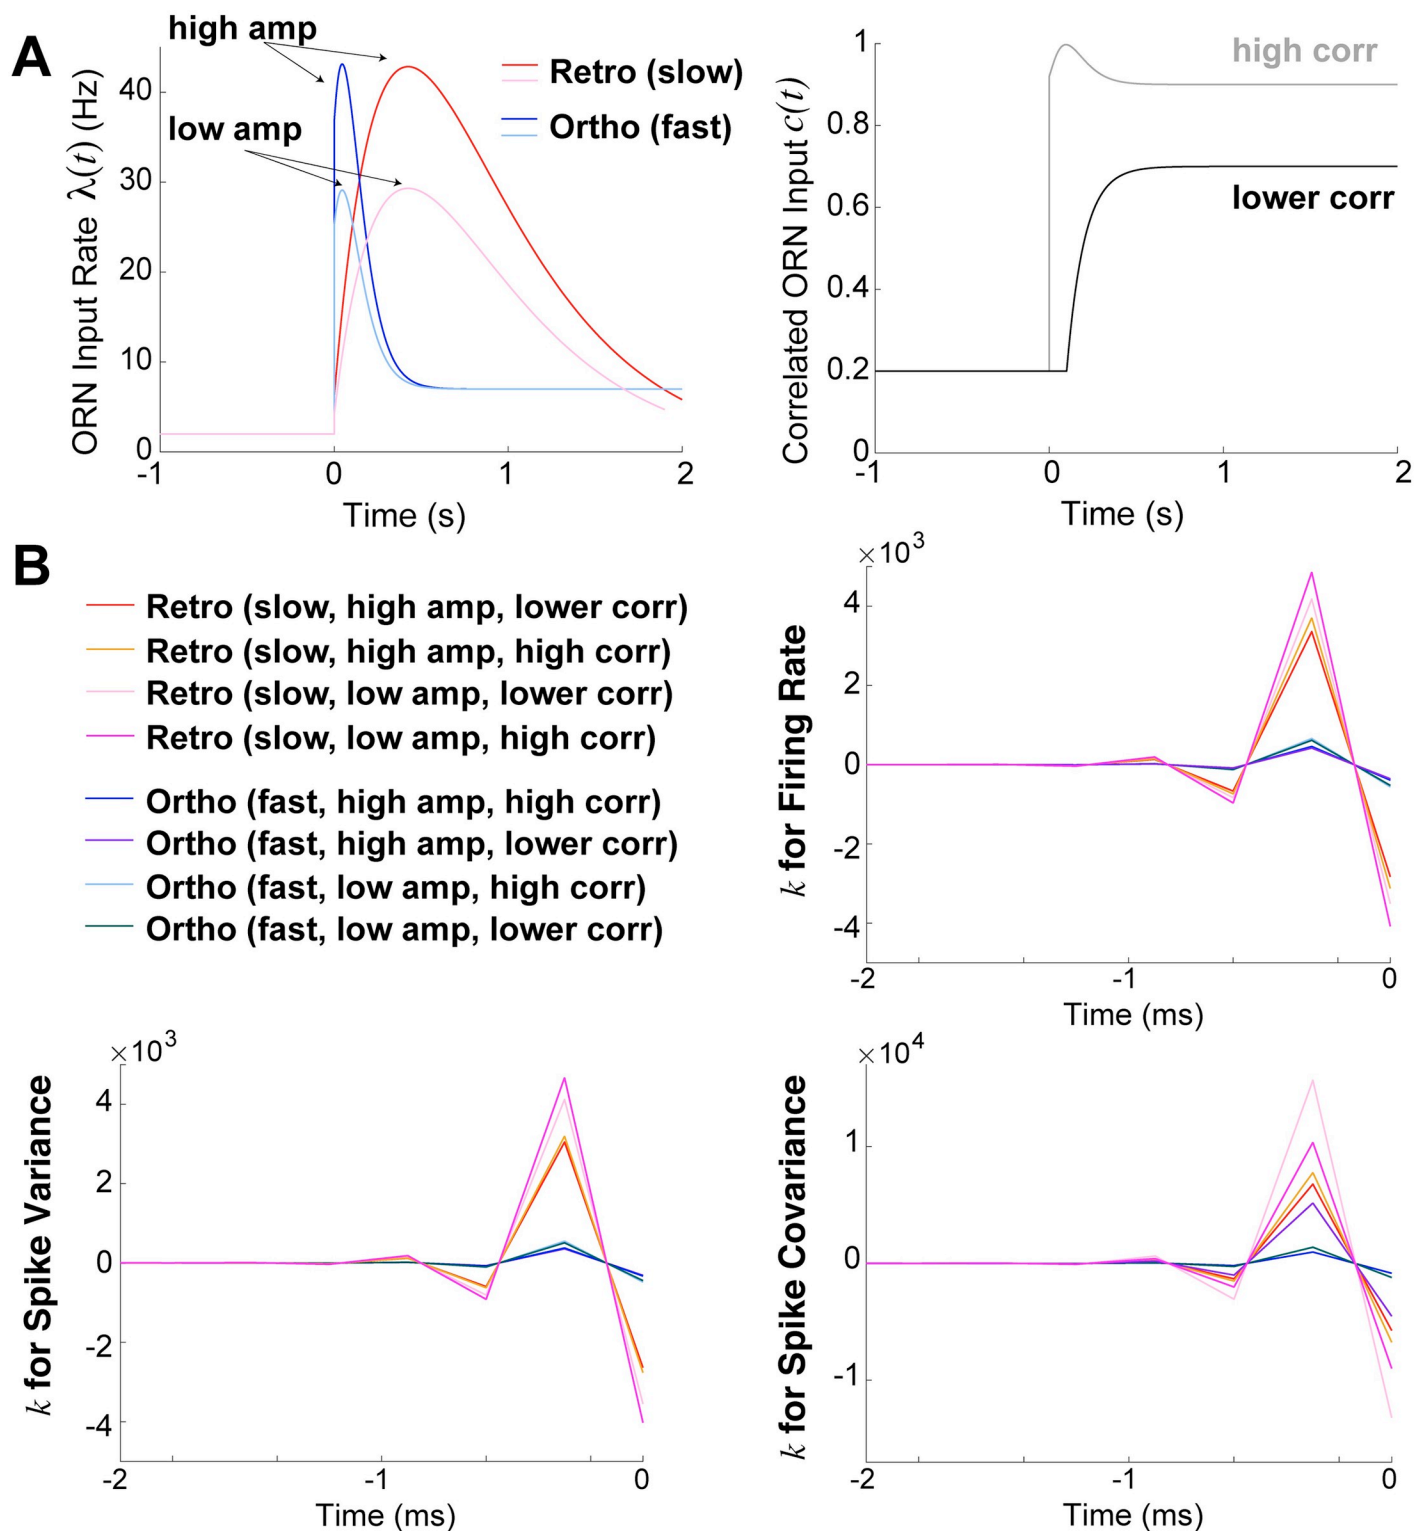 A
high amp
low amp
Retro (slow)
Ortho (fast)
ORN Input Rate λ(t) (Hz)
40
30
20
10
0
-1
0
1
2
Time (s)
Correlated ORN Input c(t)
1
0.8
0.6
0.4
0.2
0
high corr
lower corr
-1
0
1
2
Time (s)
B
Retro (slow, high amp, lower corr)
Retro (slow, high amp, high corr)
Retro (slow, low amp, lower corr)
Retro (slow, low amp, high corr)
Ortho (fast, high amp, high corr)
Ortho (fast, high amp, lower corr)
Ortho (fast, low amp, high corr)
Ortho (fast, low amp, lower corr)
×10³
k for Firing Rate
4
2
0
-2
-4
-2
-1
0
Time (ms)
×10³
k for Spike Variance
4
2
0
-2
-4
-2
-1
0
Time (ms)
×10⁴
k for Spike Covariance
1
0
-1
-2
-1
0
Time (ms)